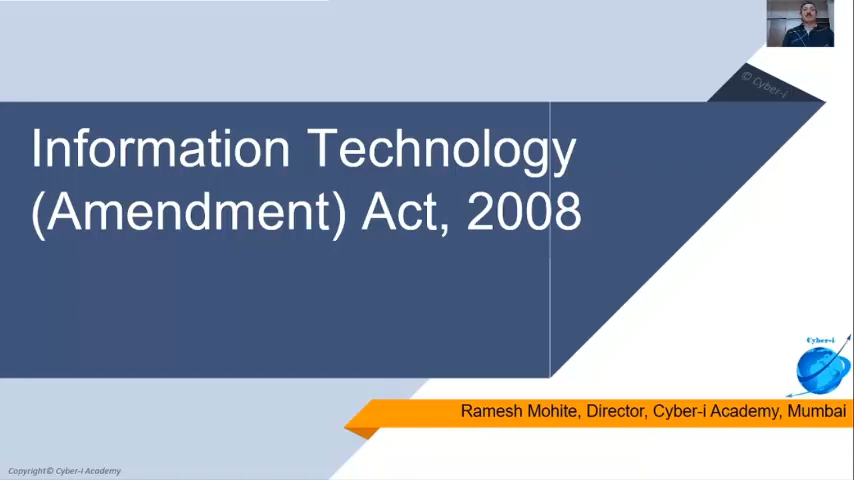 © Cyber-i
Information Technology
(Amendment) Act, 2008
Cyber-i
Ramesh Mohite, Director, Cyber-i Academy, Mumbai
Copyright© Cyber-i Academy